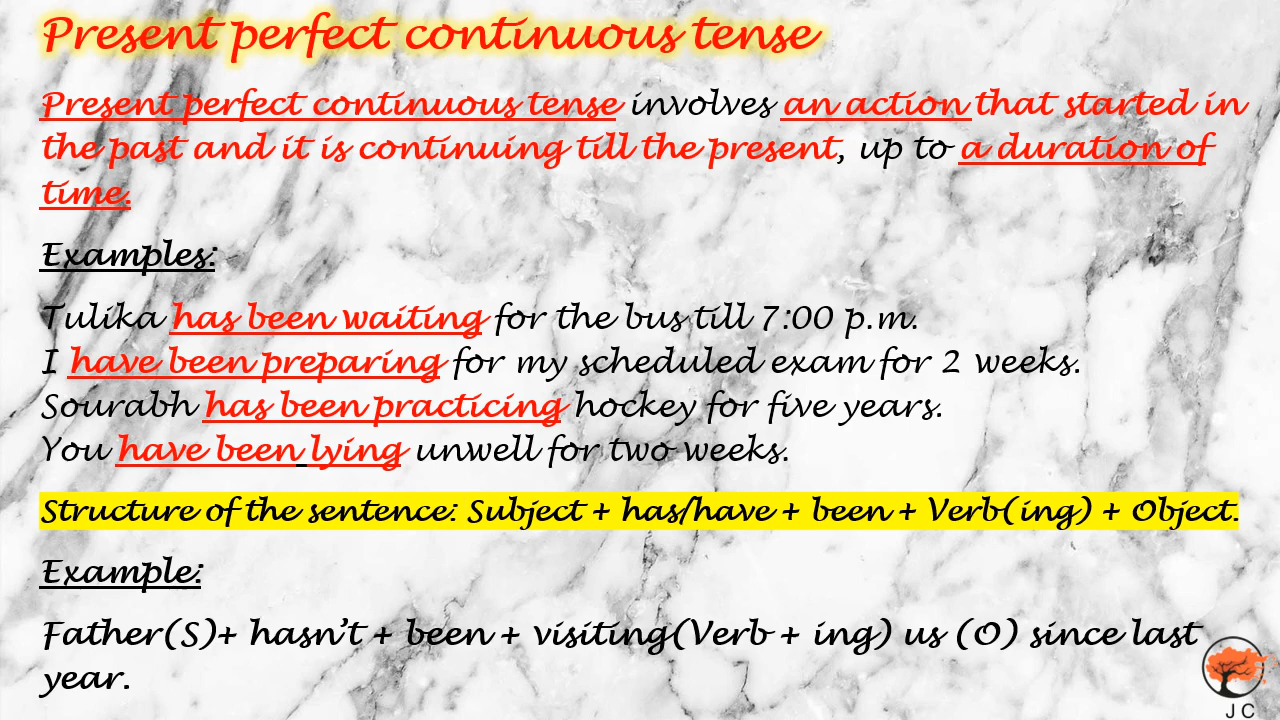 Present perfect continuous tense
Present perfect continuous tense involves an action that started in
the past and it is continuing till the present, up to a duration of
time.
Examples:
Tulika has been waiting for the bus till 7:00 p.m.
I have been preparing for my scheduled exam for 2 weeks.
Sourabh has been practicing hockey for five years.
You have been lying unwell for two weeks.
Structure of the sentence: Subject + has/have + been + Verb(ing) + Object.
Example:
Father(S)+ hasn’t + been + visiting(Verb + ing) us (O) since last
year.
J C